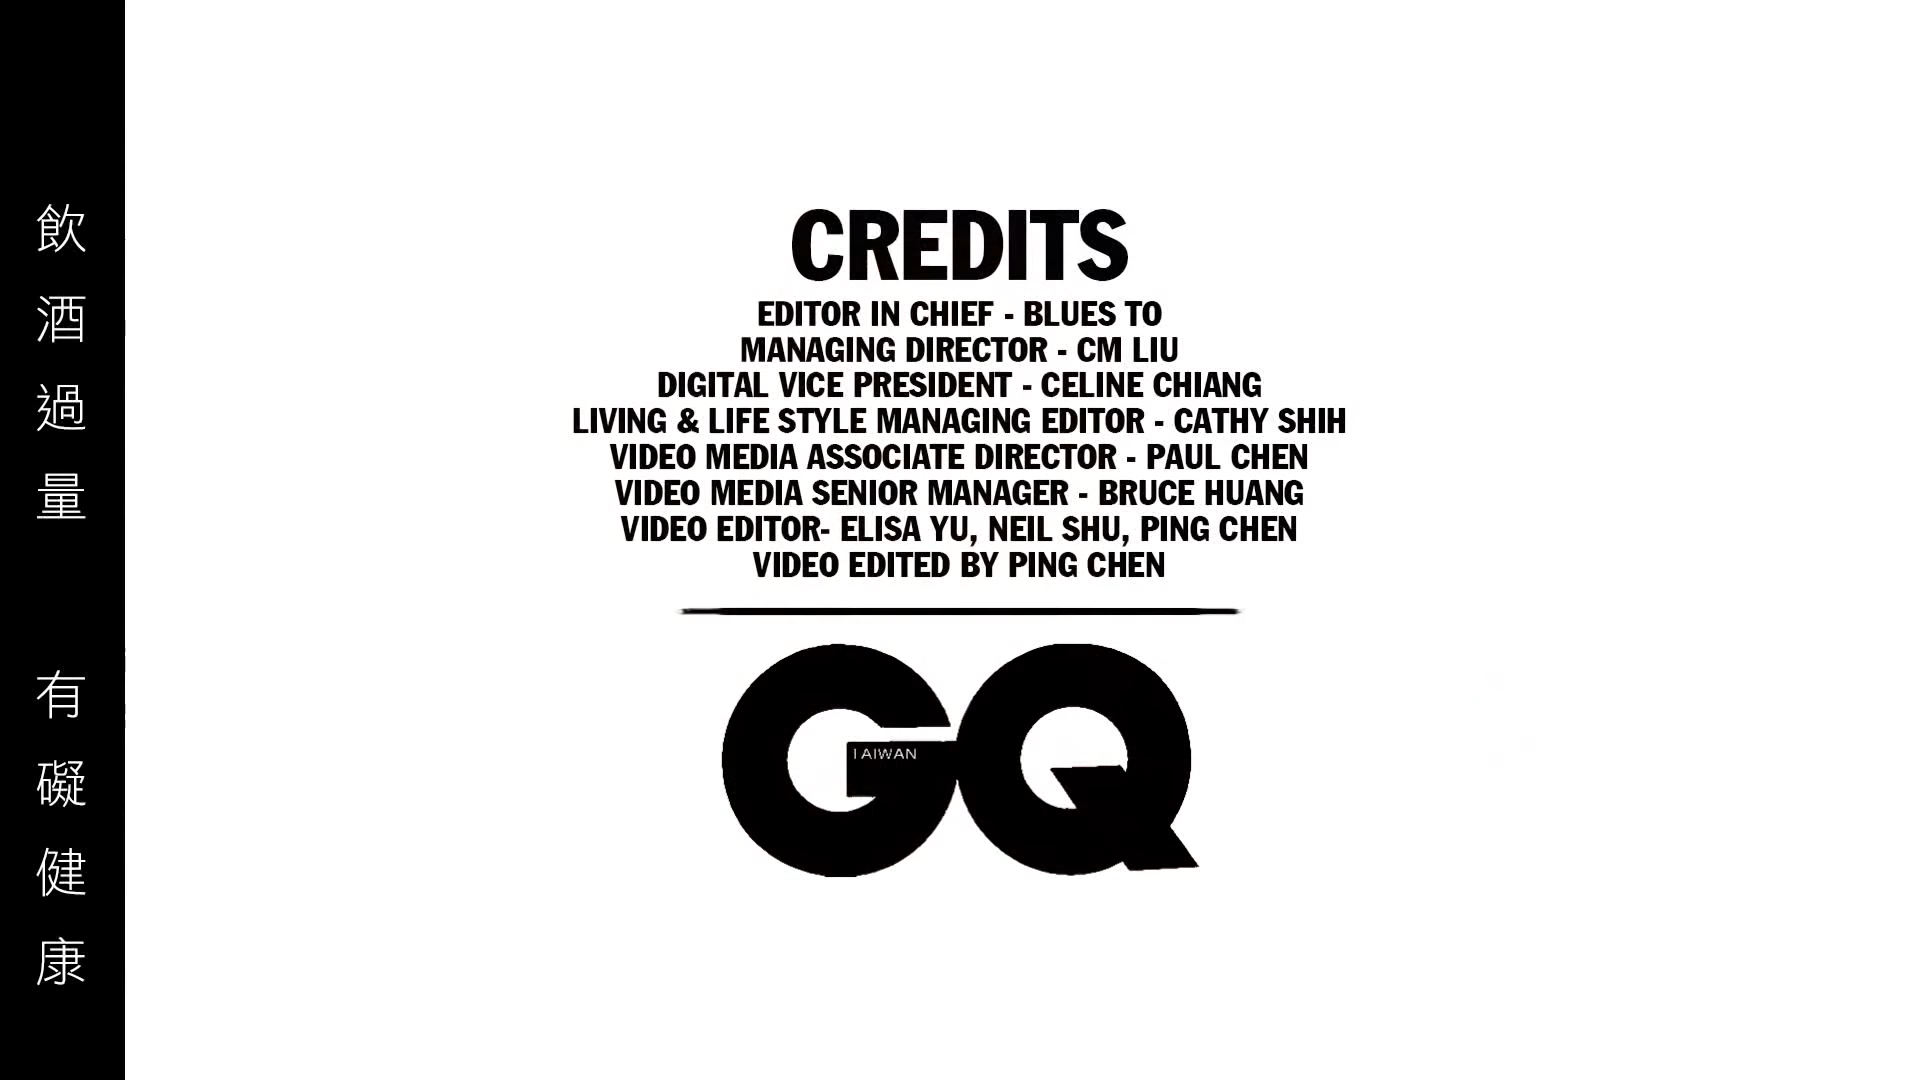 飲酒過量 有礙健康
CREDITS
EDITOR IN CHIEF - BLUES TO
MANAGING DIRECTOR - CM LIU
DIGITAL VICE PRESIDENT - CELINE CHIANG
LIVING & LIFE STYLE MANAGING EDITOR - CATHY SHIH
VIDEO MEDIA ASSOCIATE DIRECTOR - PAUL CHEN
VIDEO MEDIA SENIOR MANAGER - BRUCE HUANG
VIDEO EDITOR- ELISA YU, NEIL SHU, PING CHEN
VIDEO EDITED BY PING CHEN
GQ
TAIWAN